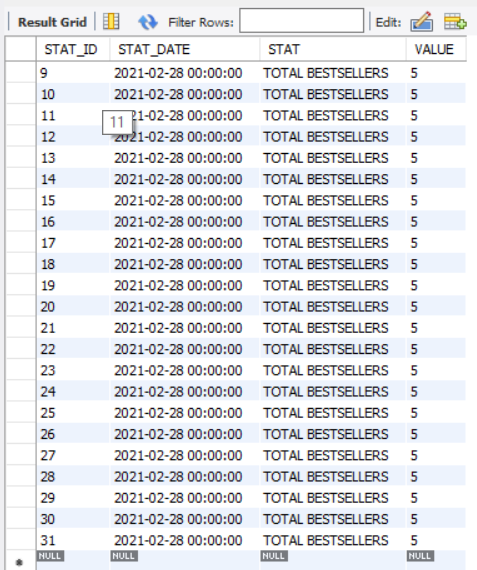 Result Grid Filter Rows: Edit:
STAT_ID STAT_DATE STAT VALUE
9 2021-02-28 00:00:00 TOTAL BESTSELLERS 5
10 2021-02-28 00:00:00 TOTAL BESTSELLERS 5
11 11 21-02-28 00:00:00 TOTAL BESTSELLERS 5
12 2021-02-28 00:00:00 TOTAL BESTSELLERS 5
13 2021-02-28 00:00:00 TOTAL BESTSELLERS 5
14 2021-02-28 00:00:00 TOTAL BESTSELLERS 5
15 2021-02-28 00:00:00 TOTAL BESTSELLERS 5
16 2021-02-28 00:00:00 TOTAL BESTSELLERS 5
17 2021-02-28 00:00:00 TOTAL BESTSELLERS 5
18 2021-02-28 00:00:00 TOTAL BESTSELLERS 5
19 2021-02-28 00:00:00 TOTAL BESTSELLERS 5
20 2021-02-28 00:00:00 TOTAL BESTSELLERS 5
21 2021-02-28 00:00:00 TOTAL BESTSELLERS 5
22 2021-02-28 00:00:00 TOTAL BESTSELLERS 5
23 2021-02-28 00:00:00 TOTAL BESTSELLERS 5
24 2021-02-28 00:00:00 TOTAL BESTSELLERS 5
25 2021-02-28 00:00:00 TOTAL BESTSELLERS 5
26 2021-02-28 00:00:00 TOTAL BESTSELLERS 5
27 2021-02-28 00:00:00 TOTAL BESTSELLERS 5
28 2021-02-28 00:00:00 TOTAL BESTSELLERS 5
29 2021-02-28 00:00:00 TOTAL BESTSELLERS 5
30 2021-02-28 00:00:00 TOTAL BESTSELLERS 5
31 2021-02-28 00:00:00 TOTAL BESTSELLERS 5
NULL NULL NULL NULL